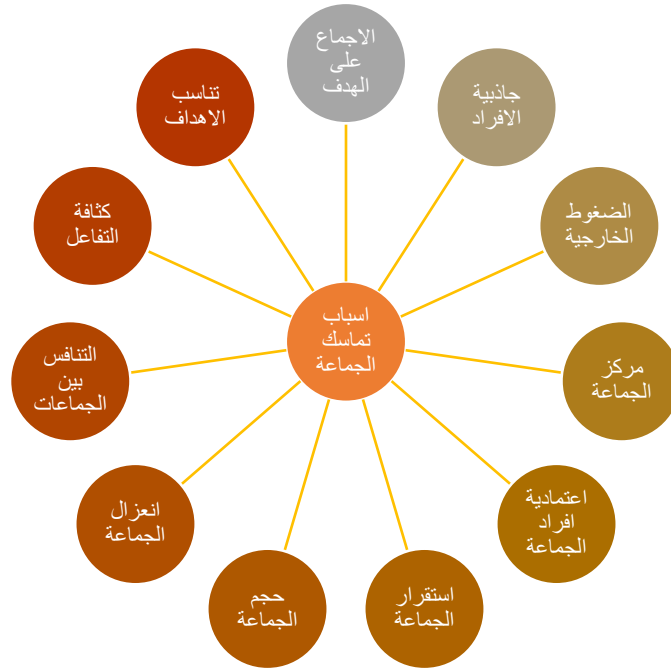 الاجماع
على
الهدف
جاذبية
الافراد
الضغوط
الخارجية
مركز
الجماعة
اعتمادية
افراد
الجماعة
استقرار
الجماعة
حجم
الجماعة
انعزال
الجماعة
التنافس
بين
الجماعات
كثافة
التفاعل
تناسب
الاهداف
اسباب
تماسك
الجماعة